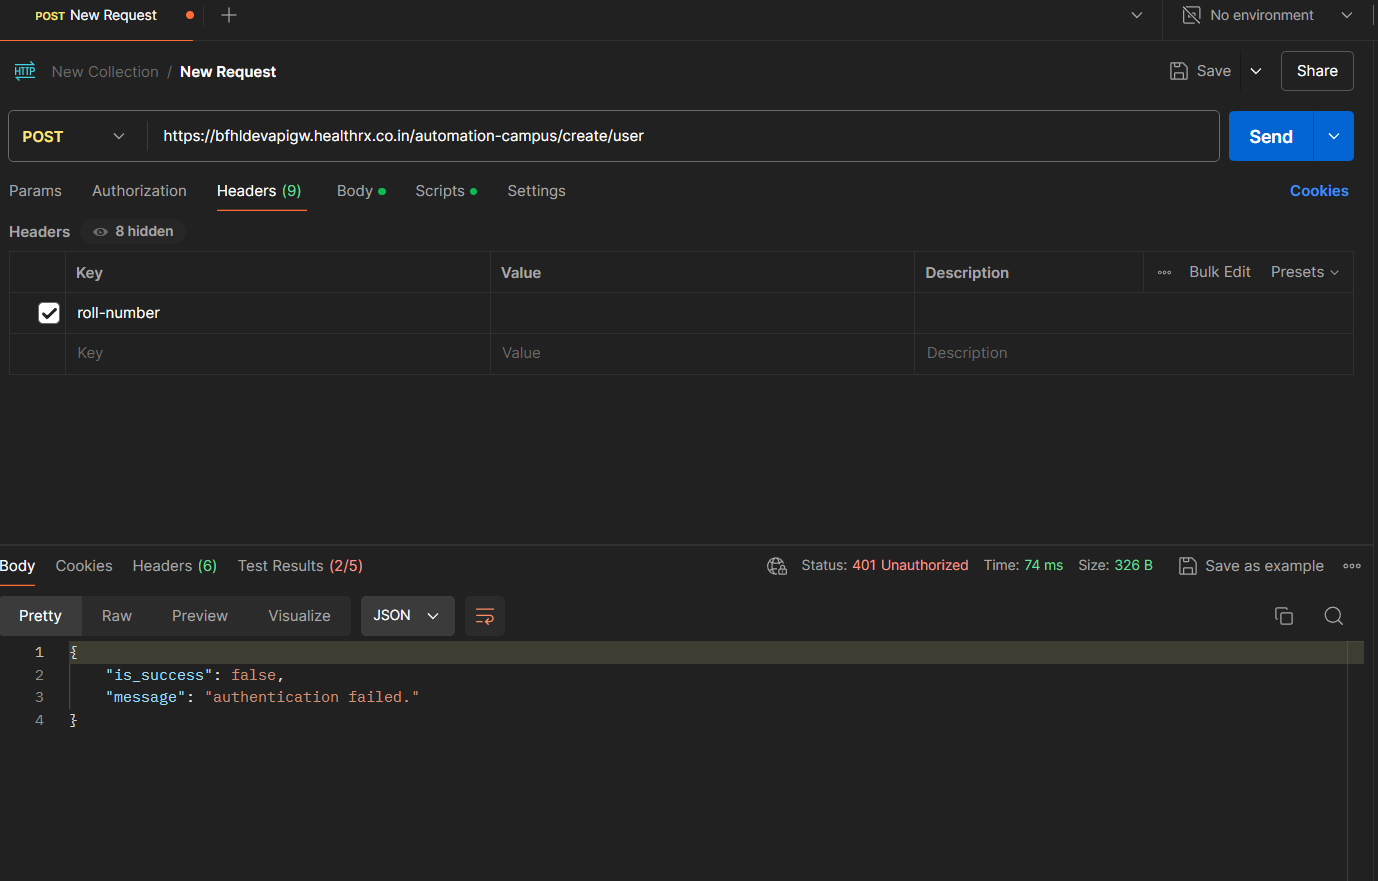 POST New Request
No environment
HTTP New Collection / New Request Save Share
POST https://bfhldevapigw.healthrx.co.in/automation-campus/create/user Send
Params Authorization Headers (9) Body Scripts Settings Cookies
Headers 8 hidden
Key Value Description Bulk Edit Presets
roll-number
Key Value Description
Body Cookies Headers (6) Test Results (2/5) Status: 401 Unauthorized Time: 74 ms Size: 326 B Save as example
Pretty Raw Preview Visualize JSON
1 {
2 "is_success": false,
3 "message": "authentication failed."
4 }